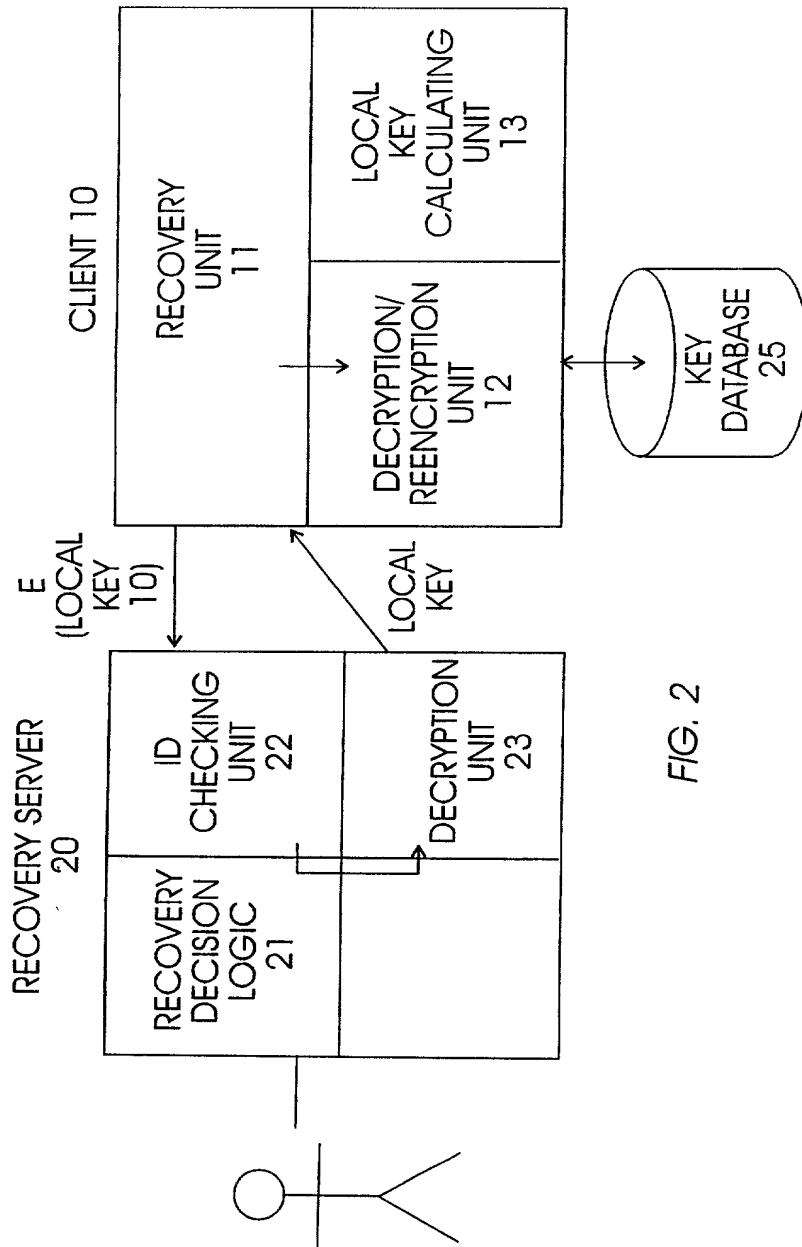 RECOVERY SERVER
20
RECOVERY
DECISION
LOGIC
21
ID
CHECKING
UNIT
22
DECRYPTION
UNIT
23
E
(LOCAL
KEY
10)
LOCAL
KEY
CLIENT 10
RECOVERY
UNIT
11
DECRYPTION/
REENCRYPTION
UNIT
12
LOCAL
KEY
CALCULATING
UNIT
13
KEY
DATABASE
25
FIG. 2